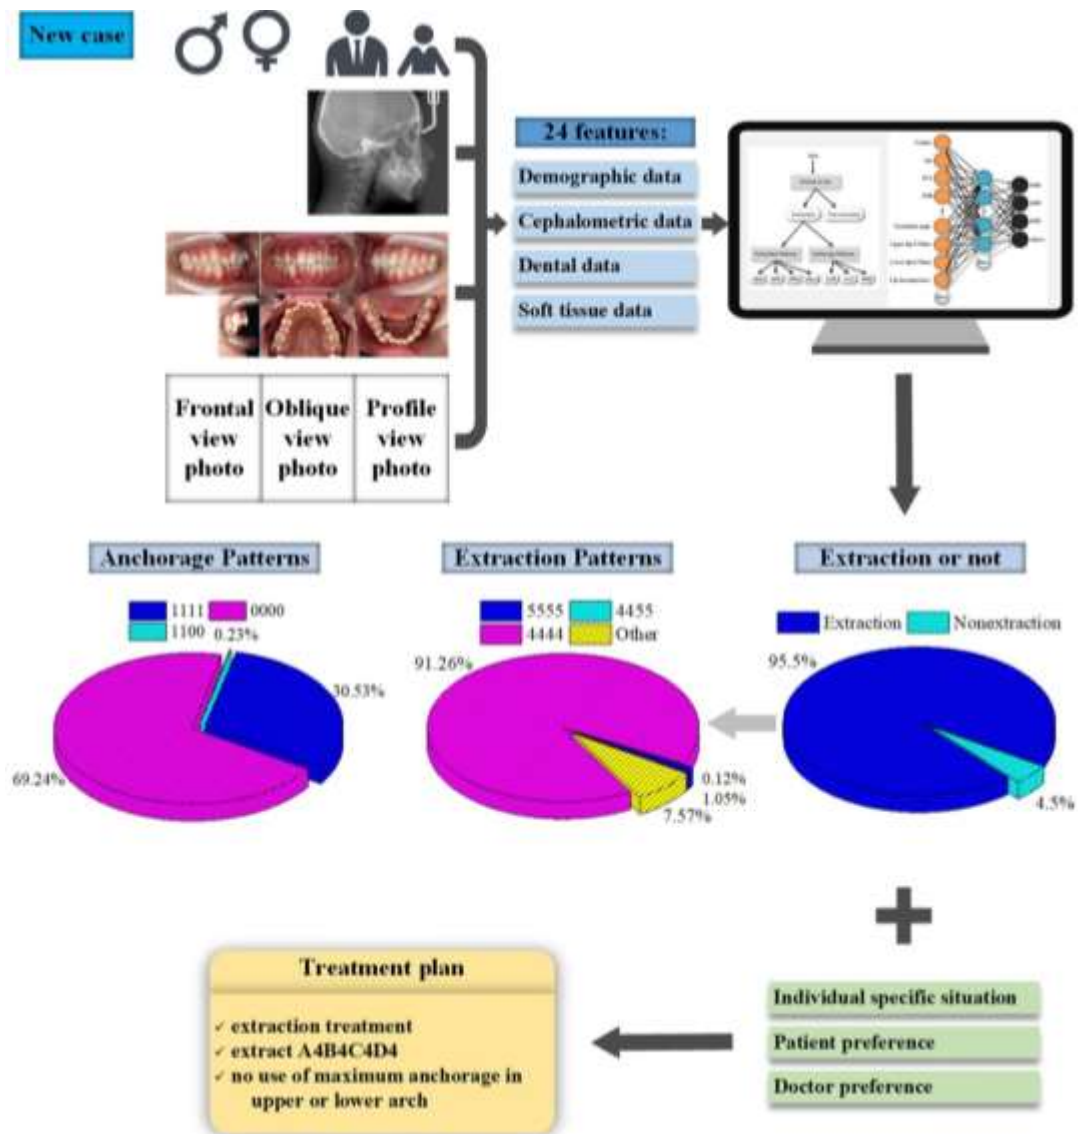 New case
24 features:
Demographic data
Cephalometric data
Dental data
Soft tissue data
Frontal view photo
Oblique view photo
Profile view photo
Anchorage Patterns
1111
0000
1100
0.23%
30.53%
69.24%
Extraction Patterns
5555
4455
4444
Other
91.26%
0.12%
1.05%
7.57%
Extraction or not
Extraction
Nonextraction
95.5%
4.5%
Individual specific situation
Patient preference
Doctor preference
Treatment plan
✓ extraction treatment
✓ extract A4B4C4D4
✓ no use of maximum anchorage in
upper or lower arch